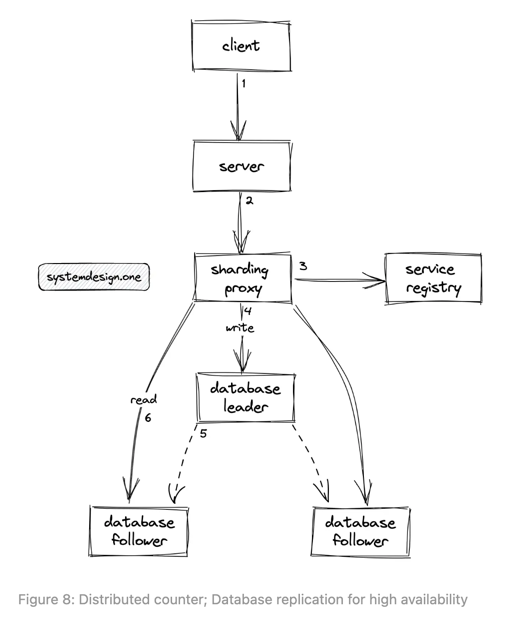 client
1
server
2
sharding
proxy
3
service
registry
systemdesign.one
4
write
database
leader
read
6
5
database
follower
database
follower
Figure 8: Distributed counter; Database replication for high availability